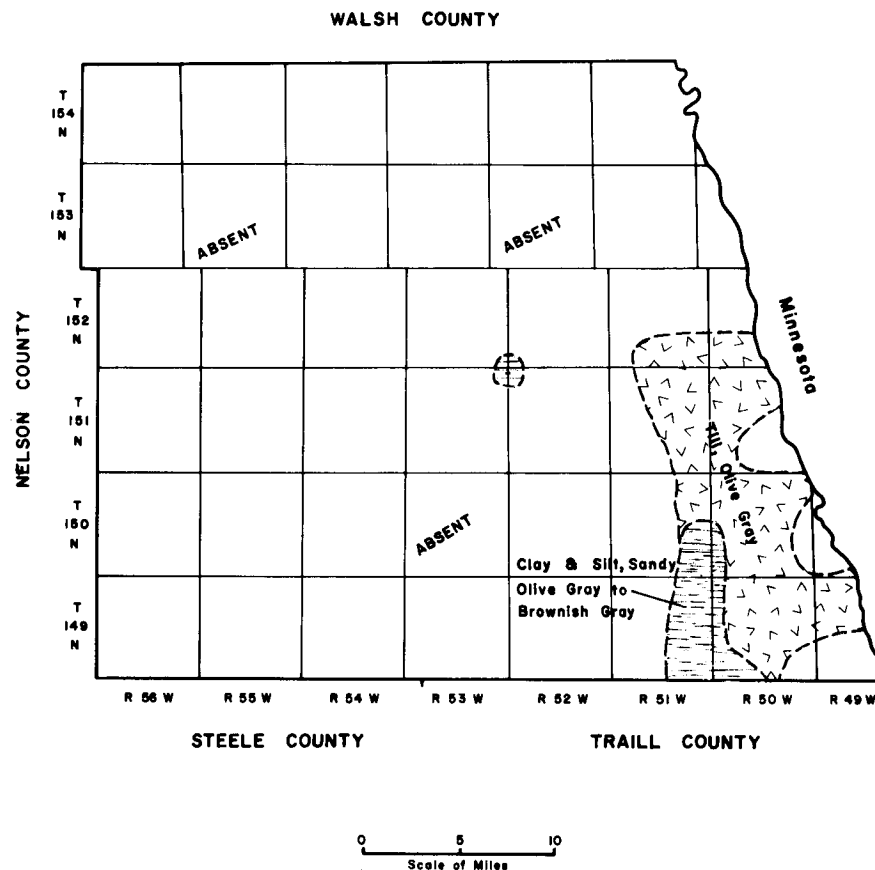 WALSH COUNTY
T
154
N
T
153
N
ABSENT
ABSENT
T
152
N
Minnesota
NELSON COUNTY
T
151
N
Till, Olive Gray
T
150
N
ABSENT
Clay & Silt, Sandy
Olive Gray to
Brownish Gray
T
149
N
R 56 W R 55 W R 54 W R 53 W R 52 W R 51 W R 50 W R 49 W
STEELE COUNTY TRAILL COUNTY
0 5 10
Scale of Miles